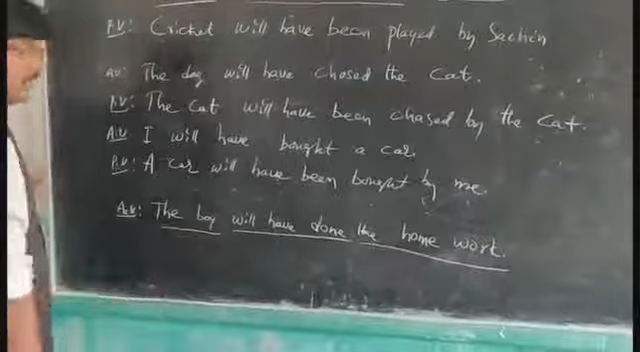 P.V: Cricket will have been played by Sachin
A.V: The dog will have chased the cat.
P.V: The cat will have been chased by the cat.
A.V: I will have bought a car.
P.V: A car will have been bought by me.
A.V: The boy will have done the home work.